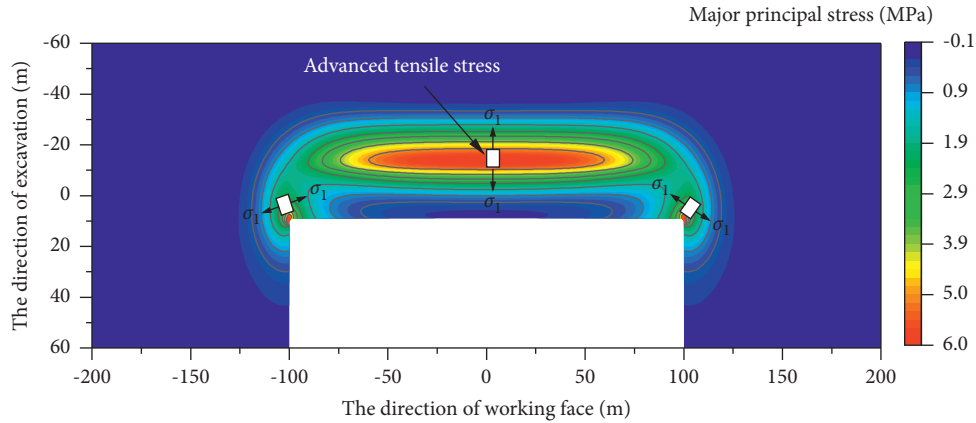 Major principal stress (MPa)
Advanced tensile stress
The direction of excavation (m)
-60
-40
-20
0
20
40
60
σ1
σ1
σ1
σ1
σ1
σ1
-200
-150
-100
-50
0
50
100
150
200
The direction of working face (m)
-0.1
0.9
1.9
2.9
3.9
5.0
6.0